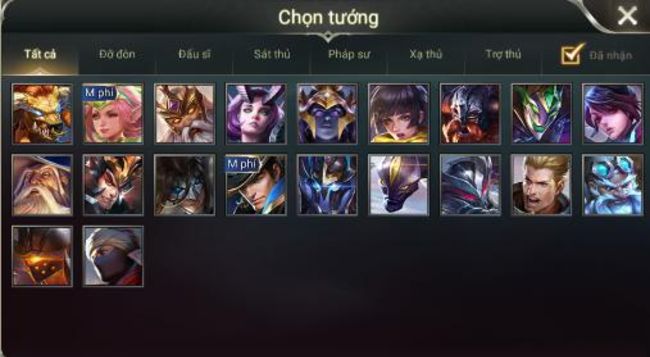 Chọn tướng
Tất cả Đỡ đòn Đấu sĩ Sát thủ Pháp sư Xạ thủ Trợ thủ Đã nhận
M phí
M phí